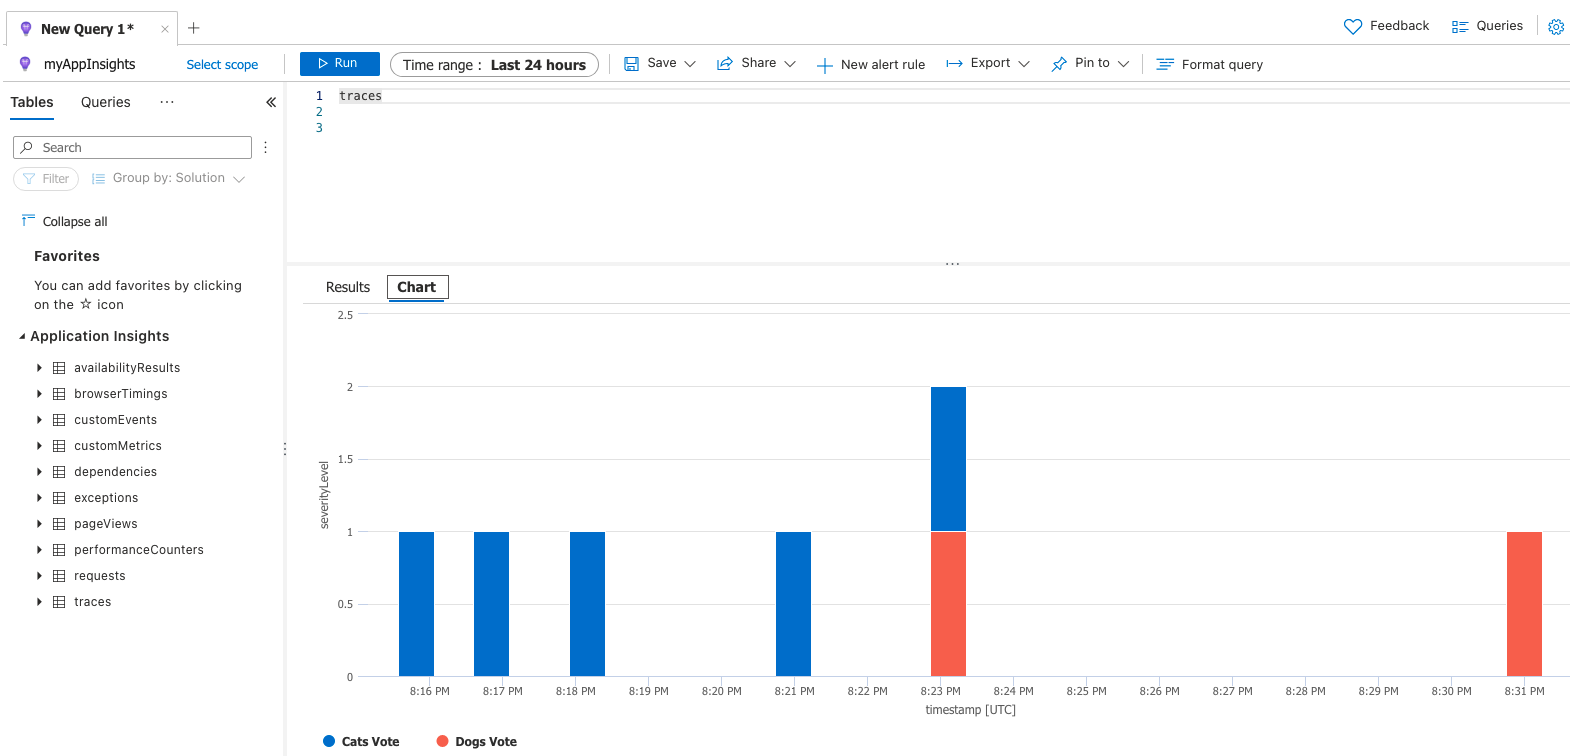 New Query 1*
Feedback
Queries
myAppInsights
Select scope
Run
Time range : Last 24 hours
Save
Share
New alert rule
Export
Pin to
Format query
Tables
Queries
1 traces
2
3
Search
Filter
Group by: Solution
Collapse all
Favorites
You can add favorites by clicking
on the ☆ icon
Application Insights
availabilityResults
browserTimings
customEvents
customMetrics
dependencies
exceptions
pageViews
performanceCounters
requests
traces
Results
Chart
2.5
2
1.5
1
0.5
0
severityLevel
8:16 PM 8:17 PM 8:18 PM 8:19 PM 8:20 PM 8:21 PM 8:22 PM 8:23 PM 8:24 PM 8:25 PM 8:26 PM 8:27 PM 8:28 PM 8:29 PM 8:30 PM 8:31 PM
timestamp [UTC]
Cats Vote
Dogs Vote